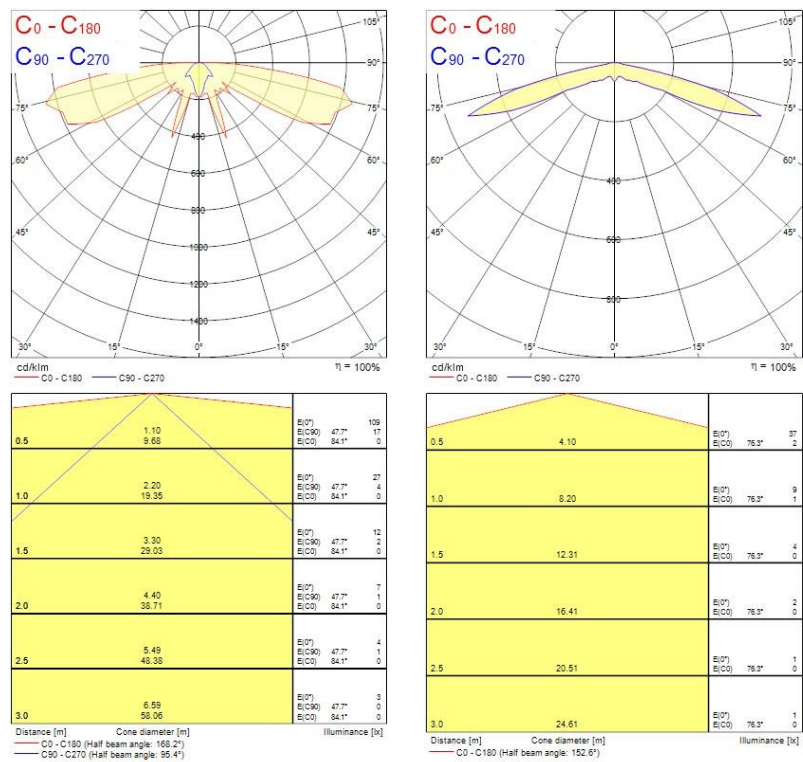 C0 - C180
C90 - C270
105°
90°
75°
75°
60°
60°
45°
45°
400
600
800
1000
1200
1400
30°
15°
0°
15°
30°
cd/klm
η = 100%
C0 - C180
C90 - C270
0.5
1.10
9.68
E(0°) 109
E(C90) 47.7° 17
E(C0) 84.1° 0
1.0
2.20
19.35
E(0°) 27
E(C90) 47.7° 4
E(C0) 84.1° 0
1.5
3.30
29.03
E(0°) 12
E(C90) 47.7° 2
E(C0) 84.1° 0
2.0
4.40
38.71
E(0°) 7
E(C90) 47.7° 1
E(C0) 84.1° 0
2.5
5.49
48.38
E(0°) 4
E(C90) 47.7° 1
E(C0) 84.1° 0
3.0
6.59
58.06
E(0°) 3
E(C90) 47.7° 0
E(C0) 84.1° 0
Distance [m] Cone diameter [m] Illuminance [lx]
C0 - C180 (Half beam angle: 168.2°)
C90 - C270 (Half beam angle: 95.4°)
C0 - C180
C90 - C270
105°
90°
75°
75°
60°
60°
45°
45°
400
600
800
30°
15°
0°
15°
30°
cd/klm
η = 100%
C0 - C180
C90 - C270
0.5
4.10
E(0°) 37
E(C0) 76.3° 2
1.0
8.20
E(0°) 9
E(C0) 76.3° 1
1.5
12.31
E(0°) 4
E(C0) 76.3° 0
2.0
16.41
E(0°) 2
E(C0) 76.3° 0
2.5
20.51
E(0°) 1
E(C0) 76.3° 0
3.0
24.61
E(0°) 1
E(C0) 76.3° 0
Distance [m] Cone diameter [m] Illuminance [lx]
C0 - C180 (Half beam angle: 152.6°)